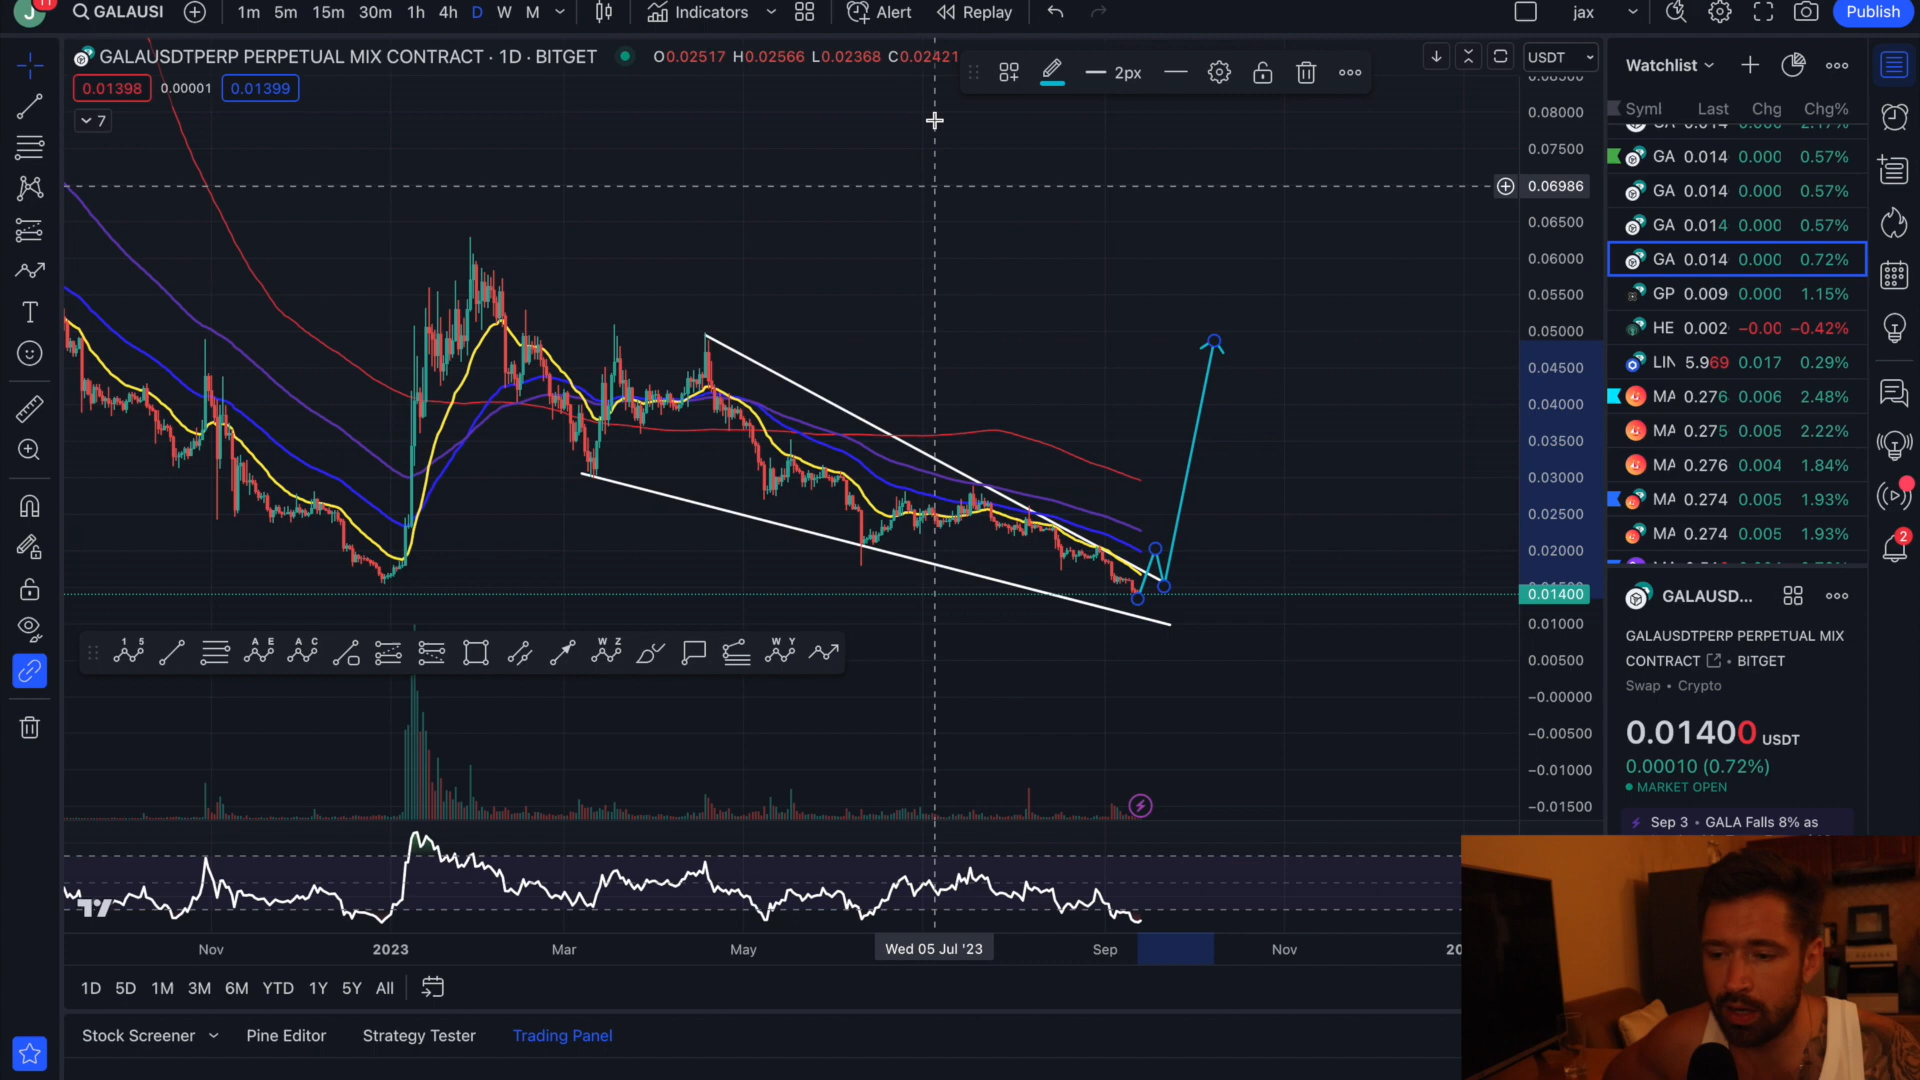 J 11 GALAUSI 1m 5m 15m 30m 1h 4h D W M Indicators Alert Replay jax Publish
GALAUSDTPERP PERPETUAL MIX CONTRACT · 1D · BITGET O0.02517 H0.02566 L0.02368 C0.02421
0.01398 0.00001 0.01399
7
2px
USDT
0.08000
0.07500
0.06986
0.06500
0.06000
0.05500
0.05000
0.04500
0.04000
0.03500
0.03000
0.02500
0.02000
0.01400
0.01000
0.00500
−0.00000
−0.00500
−0.01000
−0.01500
1 5 A E A C W Z W Y
Nov 2023 Mar May Wed 05 Jul '23 Sep Nov 20
1D 5D 1M 3M 6M YTD 1Y 5Y All
Stock Screener Pine Editor Strategy Tester Trading Panel
Watchlist
Syml Last Chg Chg%
GA 0.014 0.000 0.57%
GA 0.014 0.000 0.57%
GA 0.014 0.000 0.57%
GA 0.014 0.000 0.72%
GP 0.009 0.000 1.15%
HE 0.002 −0.00 −0.42%
LIN 5.969 0.017 0.29%
MA 0.276 0.006 2.48%
MA 0.275 0.005 2.22%
MA 0.276 0.004 1.84%
MA 0.274 0.005 1.93%
MA 0.274 0.005 1.93%
2
GALAUSD...
GALAUSDTPERP PERPETUAL MIX
CONTRACT • BITGET
Swap • Crypto
0.01400 USDT
0.00010 (0.72%)
MARKET OPEN
Sep 3 • GALA Falls 8% as